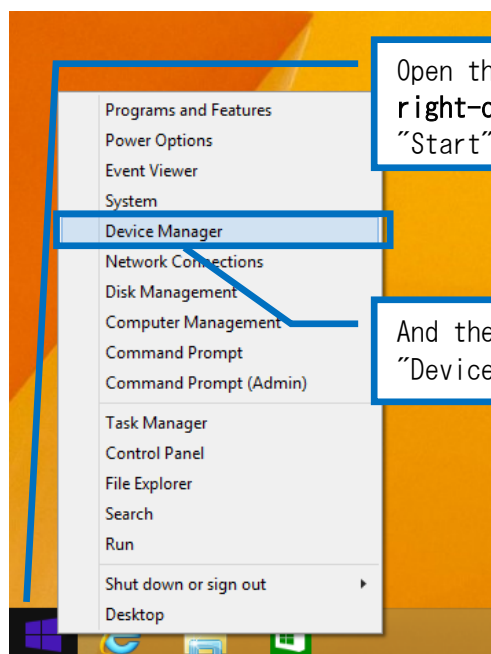 Open th
right-c
"Start"
Programs and Features
Power Options
Event Viewer
System
Device Manager
Network Connections
Disk Management
Computer Management
Command Prompt
Command Prompt (Admin)
And the
"Device
Task Manager
Control Panel
File Explorer
Search
Run
Shut down or sign out
Desktop